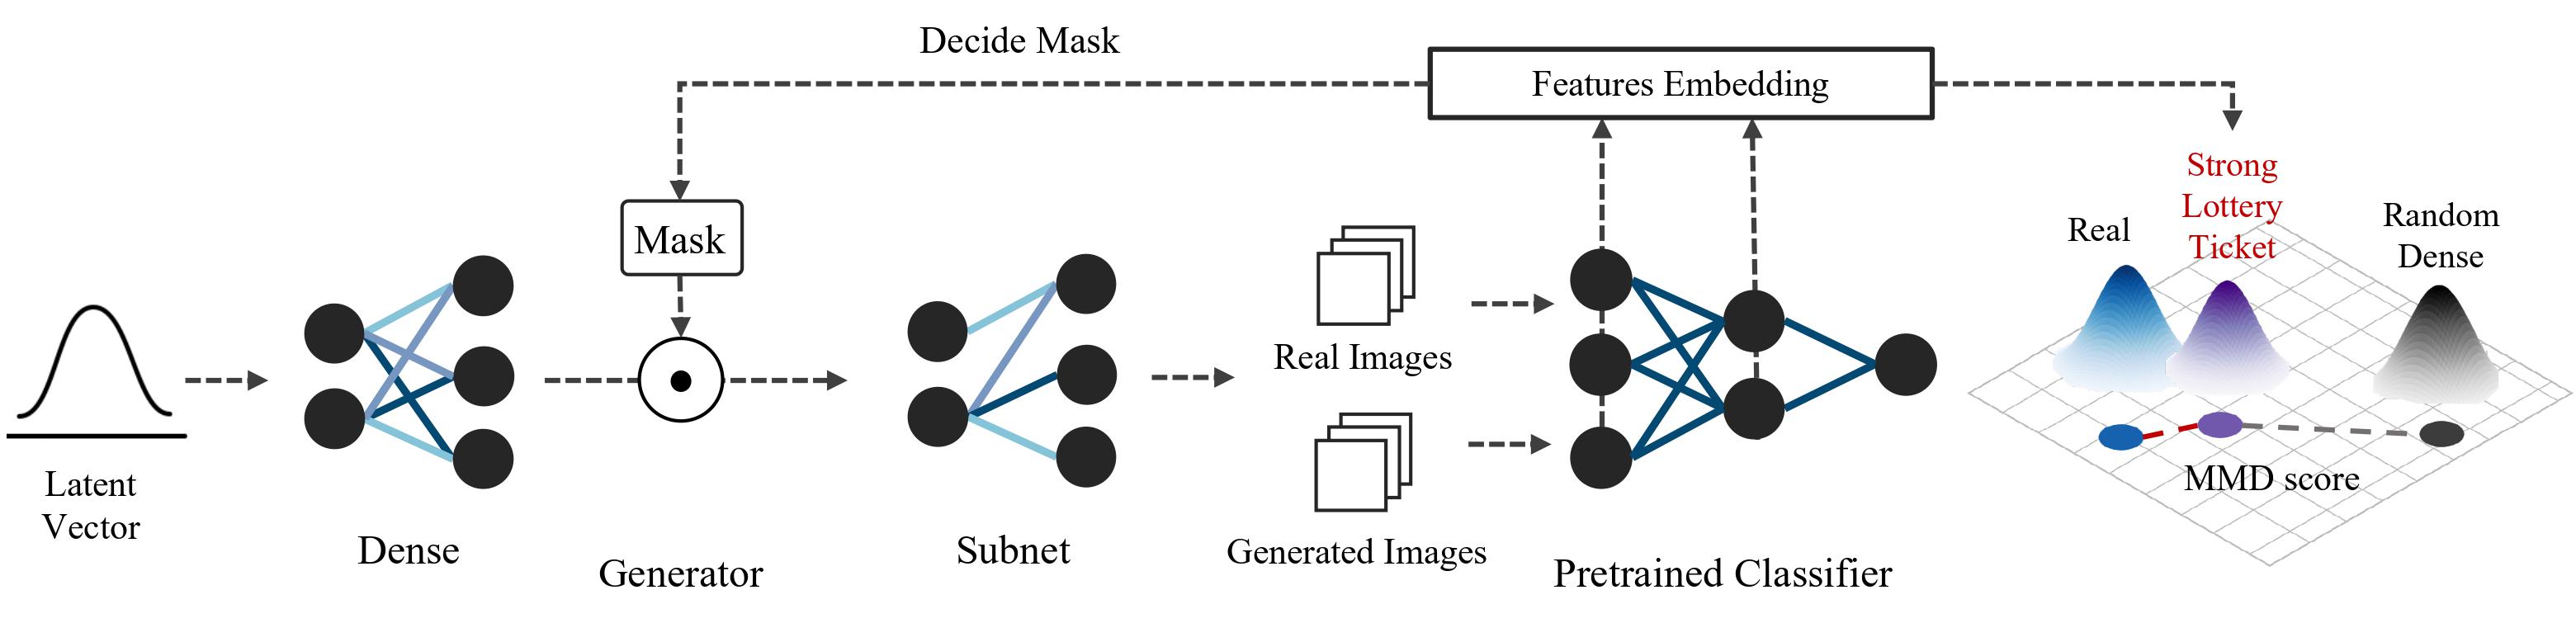 Decide Mask
Features Embedding
Mask
Latent
Vector
Dense
Generator
Subnet
Real Images
Generated Images
Pretrained Classifier
Real
Strong
Lottery
Ticket
Random
Dense
MMD score